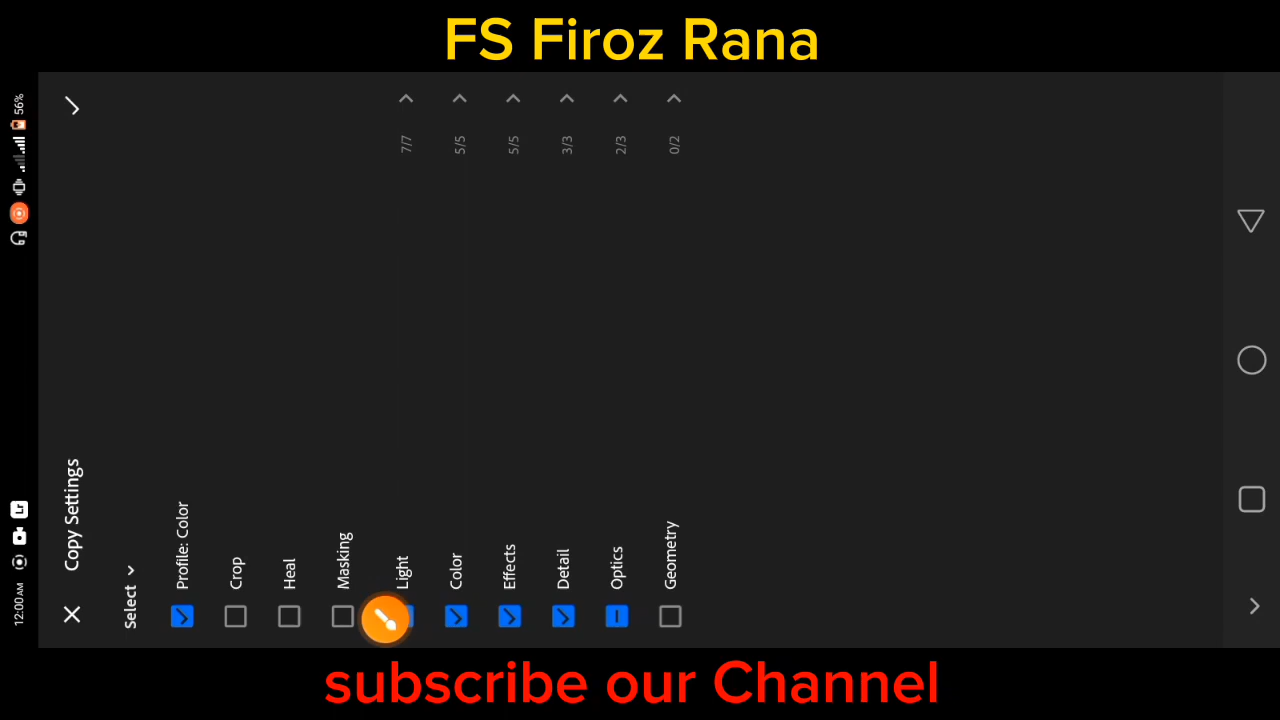 FS Firoz Rana
12:00 AM Lr 56%
Copy Settings
Select
Profile: Color
Crop
Heal
Masking
Light 7/7
Color 5/5
Effects 5/5
Detail 3/3
Optics 2/3
Geometry 0/2
subscribe our Channel